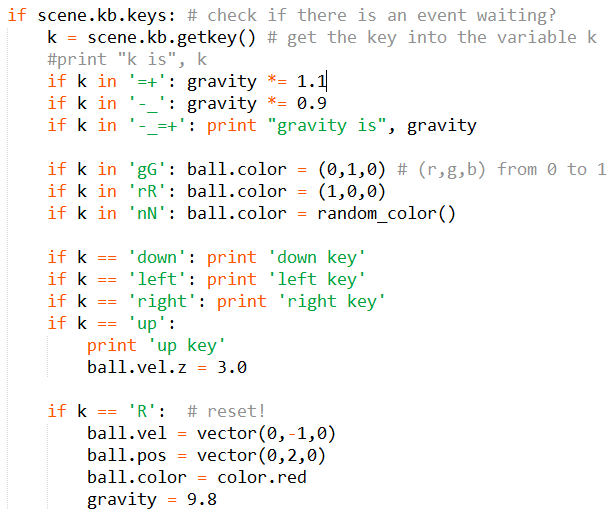 if scene.kb.keys: # check if there is an event waiting?
    k = scene.kb.getkey() # get the key into the variable k
    #print "k is", k
    if k in '=+': gravity *= 1.1
    if k in '-_': gravity *= 0.9
    if k in '-_=+': print "gravity is", gravity

    if k in 'gG': ball.color = (0,1,0) # (r,g,b) from 0 to 1
    if k in 'rR': ball.color = (1,0,0)
    if k in 'nN': ball.color = random_color()

    if k == 'down': print 'down key'
    if k == 'left': print 'left key'
    if k == 'right': print 'right key'
    if k == 'up':
        print 'up key'
        ball.vel.z = 3.0

    if k == 'R':  # reset!
        ball.vel = vector(0,-1,0)
        ball.pos = vector(0,2,0)
        ball.color = color.red
        gravity = 9.8